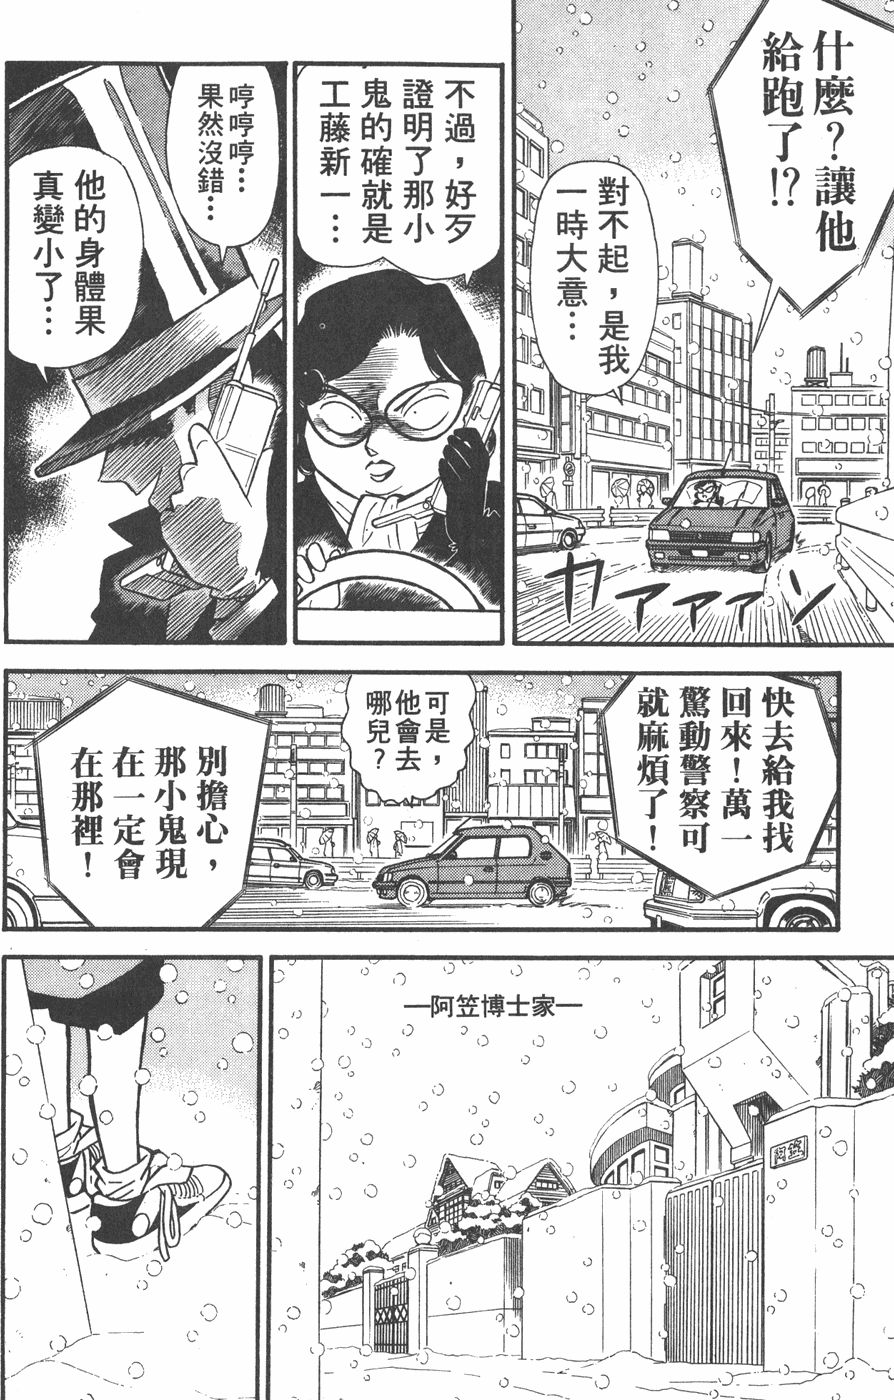 什麼？讓他
給跑了！？
對不起，是我
一時大意…
カァァァン
不過，好歹
證明了那小
鬼的確就是
工藤新一…
哼哼哼…
果然沒錯…
他的身體果
真變小了…
快去給我找
回來！萬一
驚動警察可
就麻煩了！
可是，
他會去
哪兒？
別擔心，
那小鬼現
在一定會
在那裡！
—阿笠博士家—
阿笠